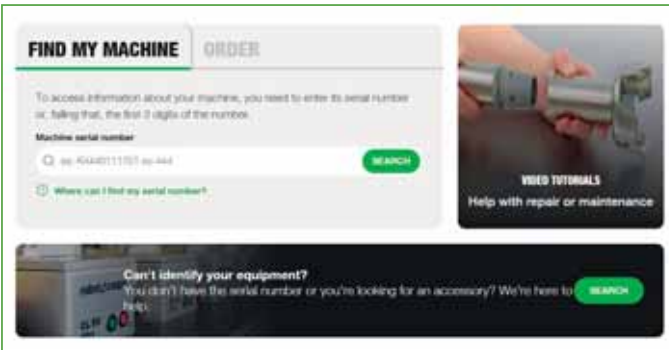 FIND MY MACHINE
ORDER
To access information about your machine, you need to enter its serial number
or, failing that, the first 3 digits of the number.
Machine serial number
SEARCH
Where can I find my serial number?
VIDEO TUTORIALS
Help with repair or maintenance
Can't identify your equipment?
You don't have the serial number or you're looking for an accessory? We're here to
help.
SEARCH